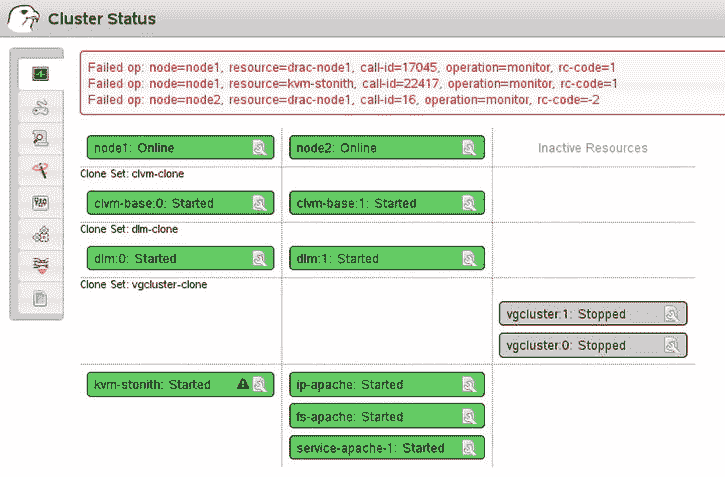 Cluster Status
Failed op: node=node1, resource=drac-node1, call-id=17045, operation=monitor, rc-code=1
Failed op: node=node1, resource=kvm-stonith, call-id=22417, operation=monitor, rc-code=1
Failed op: node=node2, resource=drac-node1, call-id=16, operation=monitor, rc-code=-2
node1: Online
node2: Online
Inactive Resources
Clone Set: clvm-clone
clvm-base:0: Started
clvm-base:1: Started
Clone Set: dlm-clone
dlm:0: Started
dlm:1: Started
Clone Set: vgcluster-clone
vgcluster:1: Stopped
vgcluster:0: Stopped
kvm-stonith: Started
ip-apache: Started
fs-apache: Started
service-apache-1: Started